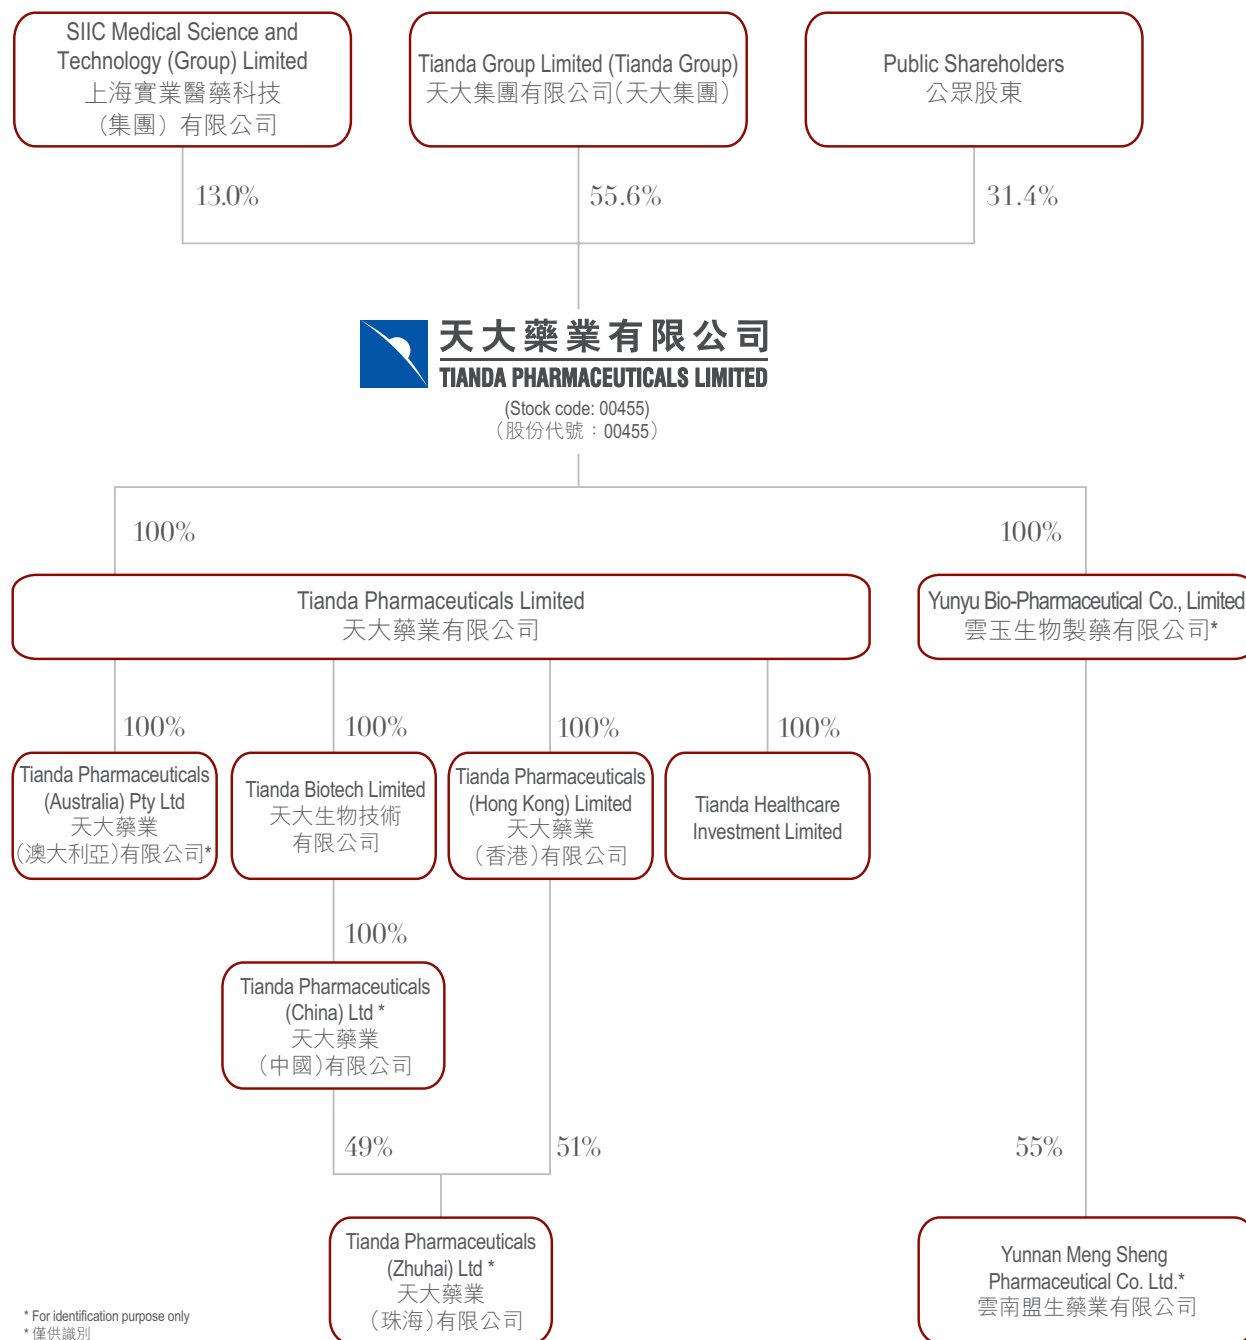 SIIC Medical Science and
Technology (Group) Limited
上海實業醫藥科技
（集團）有限公司
Tianda Group Limited (Tianda Group)
天大集團有限公司（天大集團）
Public Shareholders
公眾股東
13.0%
55.6%
31.4%
天大藥業有限公司
TIANDA PHARMACEUTICALS LIMITED
(Stock code: 00455)
（股份代號：00455）
100%
100%
Tianda Pharmaceuticals Limited
天大藥業有限公司
Yunyu Bio-Pharmaceutical Co., Limited
雲玉生物製藥有限公司*
100%
100%
100%
100%
Tianda Pharmaceuticals
(Australia) Pty Ltd
天大藥業
（澳大利亞）有限公司*
Tianda Biotech Limited
天大生物技術
有限公司
Tianda Pharmaceuticals
(Hong Kong) Limited
天大藥業
（香港）有限公司
Tianda Healthcare
Investment Limited
100%
Tianda Pharmaceuticals
(China) Ltd *
天大藥業
（中國）有限公司
49%
51%
55%
Tianda Pharmaceuticals
(Zhuhai) Ltd *
天大藥業
（珠海）有限公司
Yunnan Meng Sheng
Pharmaceutical Co. Ltd.*
雲南盟生藥業有限公司
* For identification purpose only
* 僅供識別